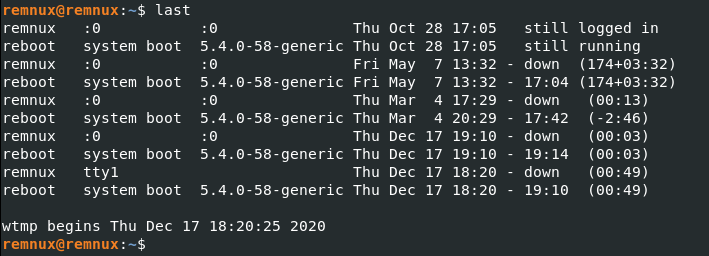 remnux@remnux:~$ last
remnux   :0           :0               Thu Oct 28 17:05   still logged in
reboot   system boot  5.4.0-58-generic Thu Oct 28 17:05   still running
remnux   :0           :0               Fri May  7 13:32 - down  (174+03:32)
reboot   system boot  5.4.0-58-generic Fri May  7 13:32 - 17:04 (174+03:32)
remnux   :0           :0               Thu Mar  4 17:29 - down   (00:13)
reboot   system boot  5.4.0-58-generic Thu Mar  4 20:29 - 17:42  (-2:46)
remnux   :0           :0               Thu Dec 17 19:10 - down   (00:03)
reboot   system boot  5.4.0-58-generic Thu Dec 17 19:10 - 19:14  (00:03)
remnux   tty1                          Thu Dec 17 18:20 - down   (00:49)
reboot   system boot  5.4.0-58-generic Thu Dec 17 18:20 - 19:10  (00:49)
wtmp begins Thu Dec 17 18:20:25 2020
remnux@remnux:~$